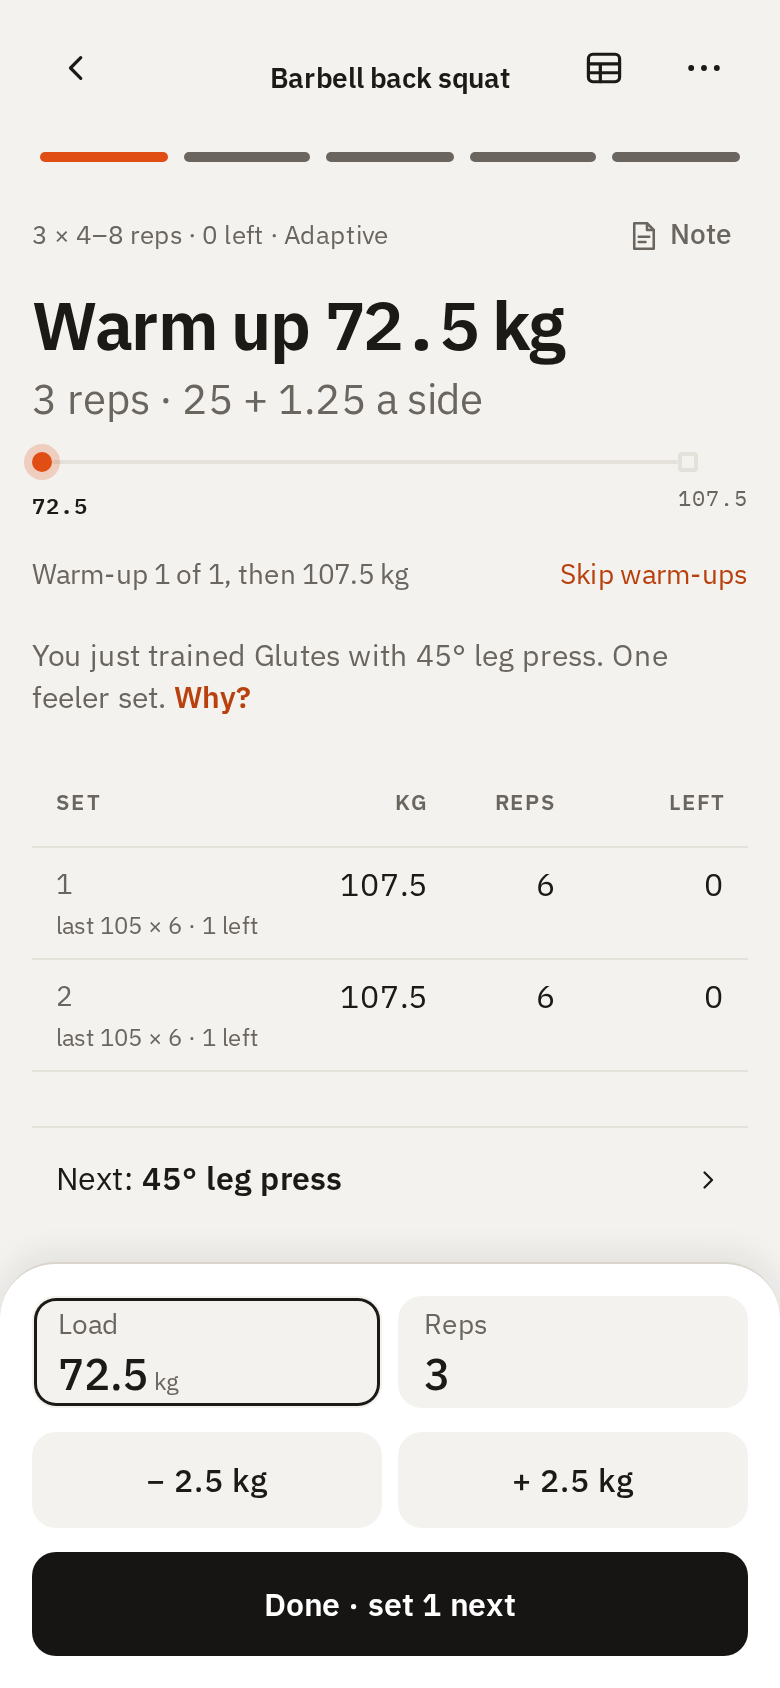 Barbell back squat
3 × 4–8 reps · 0 left · Adaptive
Note
Warm up 72.5 kg
3 reps · 25 + 1.25 a side
72.5
107.5
Warm-up 1 of 1, then 107.5 kg
Skip warm-ups
You just trained Glutes with 45° leg press. One
feeler set. Why?
SET KG REPS LEFT
1 107.5 6 0
last 105 × 6 · 1 left
2 107.5 6 0
last 105 × 6 · 1 left
Next: 45° leg press
Load
72.5 kg
Reps
3
− 2.5 kg
+ 2.5 kg
Done · set 1 next